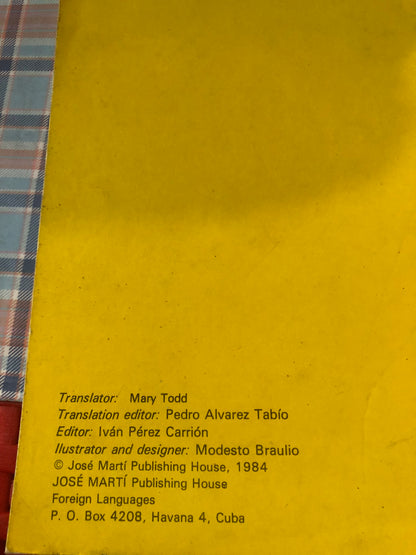 Translator: Mary Todd
Translation editor: Pedro Alvarez Tabío
Editor: Iván Pérez Carrión
Ilustrator and designer: Modesto Braulio
© José Martí Publishing House, 1984
JOSÉ MARTÍ Publishing House
Foreign Languages
P. O. Box 4208, Havana 4, Cuba